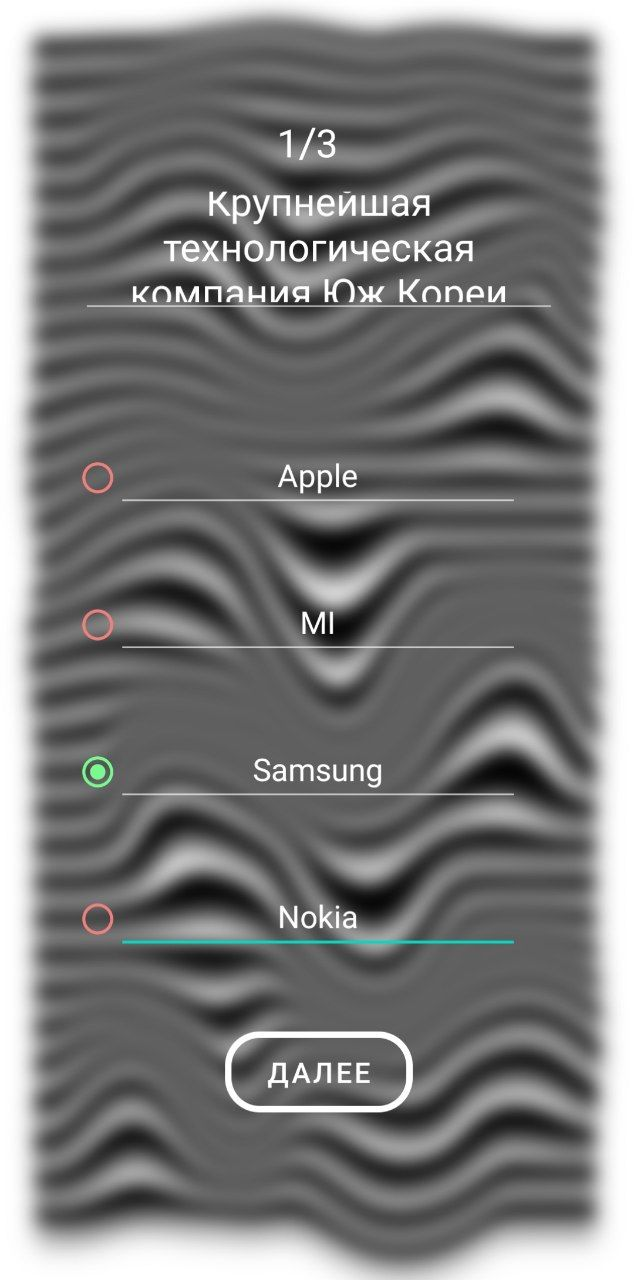 1/3
Крупнейшая
технологическая
компания Юж Кореи
Apple
MI
Samsung
Nokia
ДАЛЕЕ